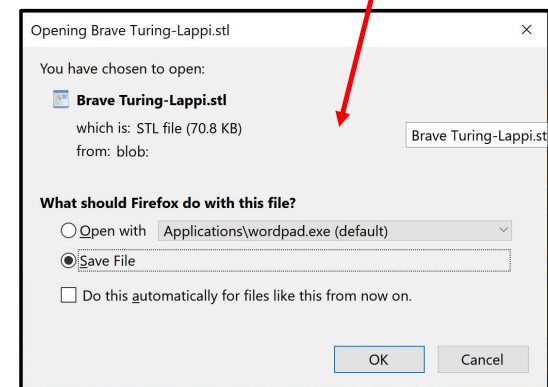 Opening Brave Turing-Lappi.stl
You have chosen to open:
Brave Turing-Lappi.stl
which is: STL file (70.8 KB)
Brave Turing-Lappi.st
from: blob:
What should Firefox do with this file?
Open with Applications\wordpad.exe (default)
Save File
Do this automatically for files like this from now on.
OK Cancel